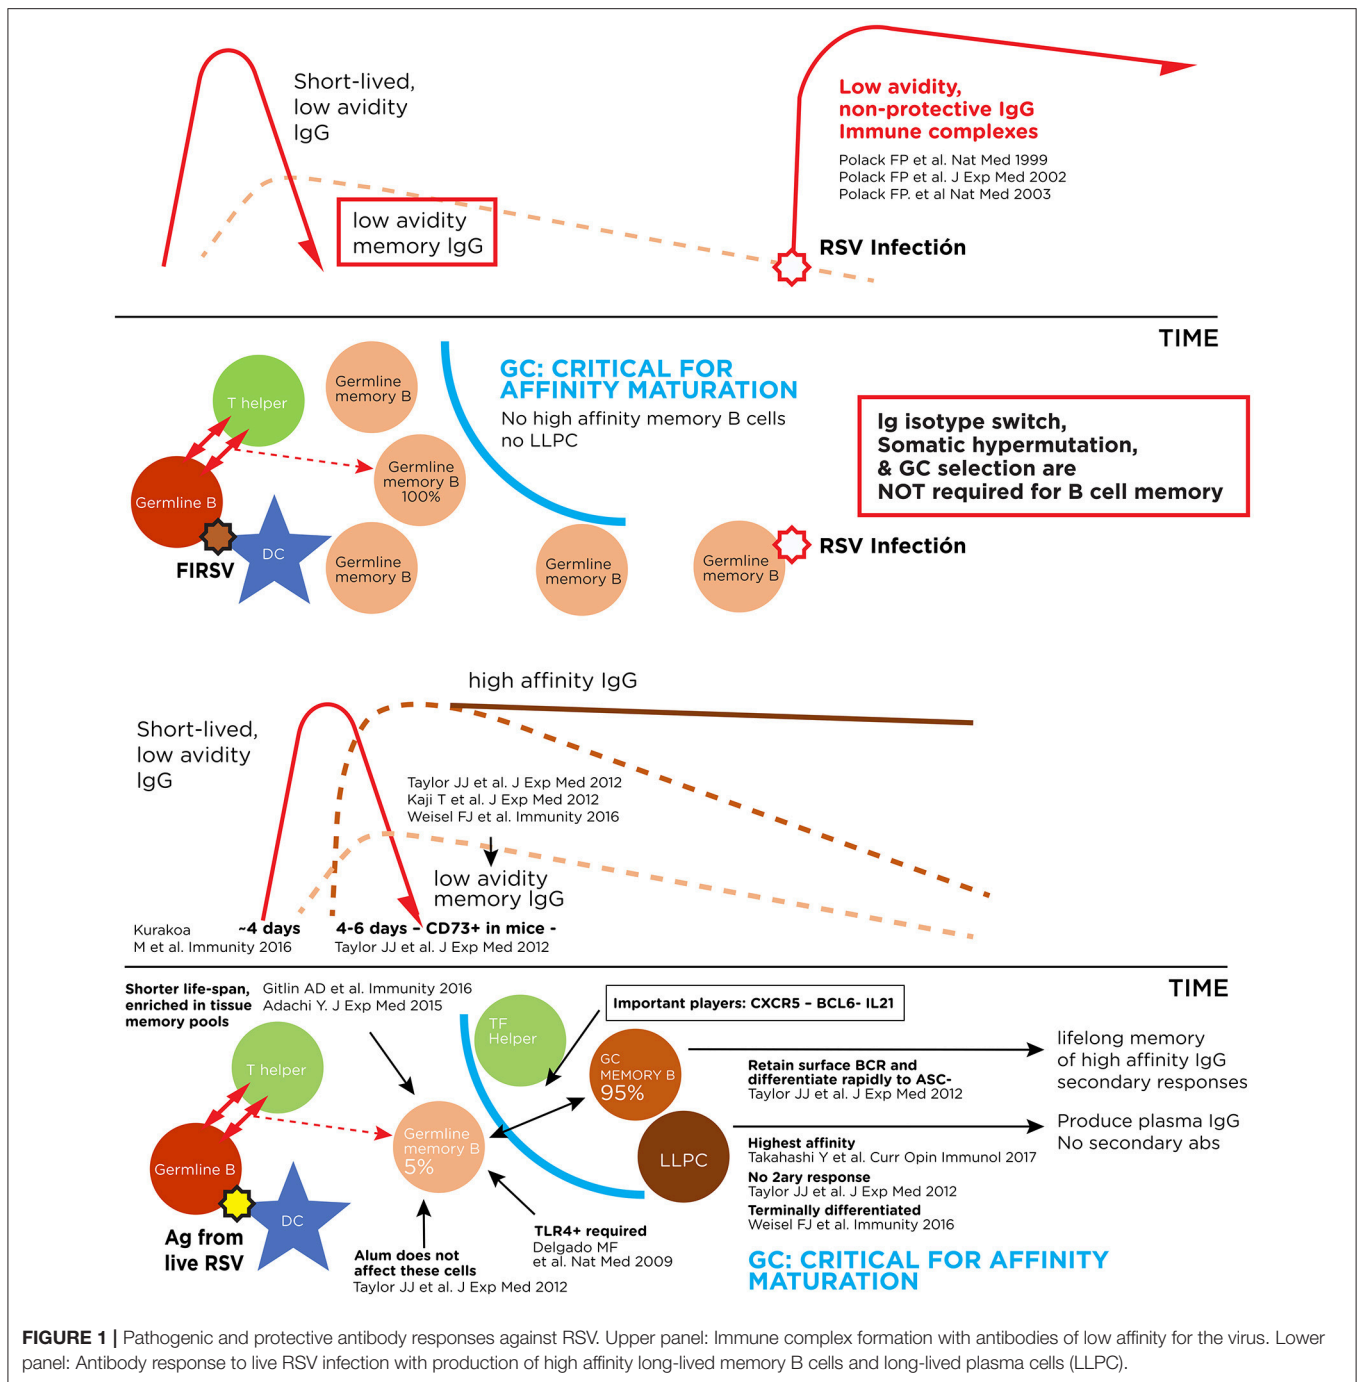 Short-lived,
low avidity
IgG
low avidity
memory IgG
Low avidity,
non-protective IgG
Immune complexes
Polack FP et al. Nat Med 1999
Polack FP et al. J Exp Med 2002
Polack FP. et al Nat Med 2003
RSV Infectión
TIME
T helper
Germline B
FIRSV
DC
Germline
memory B
Germline
memory B
100%
Germline
memory B
GC: CRITICAL FOR
AFFINITY MATURATION
No high affinity memory B cells
no LLPC
Germline
memory B
Germline
memory B
RSV Infectión
Ig isotype switch,
Somatic hypermutation,
& GC selection are
NOT required for B cell memory
high affinity IgG
Short-lived,
low avidity
IgG
Taylor JJ et al. J Exp Med 2012
Kaji T et al. J Exp Med 2012
Weisel FJ et al. Immunity 2016
low avidity
memory IgG
Kurakoa
M et al. Immunity 2016
~4 days
4-6 days – CD73+ in mice -
Taylor JJ et al. J Exp Med 2012
TIME
Shorter life-span,
enriched in tissue
memory pools
Gitlin AD et al. Immunity 2016
Adachi Y. J Exp Med 2015
T helper
Germline B
Ag from
live RSV
DC
Germline
memory B
5%
Alum does not
affect these cells
Taylor JJ et al. J Exp Med 2012
TLR4+ required
Delgado MF
et al. Nat Med 2009
TF
Helper
Important players: CXCR5 – BCL6- IL21
GC
MEMORY B
95%
LLPC
Retain surface BCR and
differentiate rapidly to ASC-
Taylor JJ et al. J Exp Med 2012
lifelong memory
of high affinity IgG
secondary responses
Produce plasma IgG
No secondary abs
Highest affinity
Takahashi Y et al. Curr Opin Immunol 2017
No 2ary response
Taylor JJ et al. J Exp Med 2012
Terminally differentiated
Weisel FJ et al. Immunity 2016
GC: CRITICAL FOR AFFINITY
MATURATION
FIGURE 1 | Pathogenic and protective antibody responses against RSV. Upper panel: Immune complex formation with antibodies of low affinity for the virus. Lower
panel: Antibody response to live RSV infection with production of high affinity long-lived memory B cells and long-lived plasma cells (LLPC).